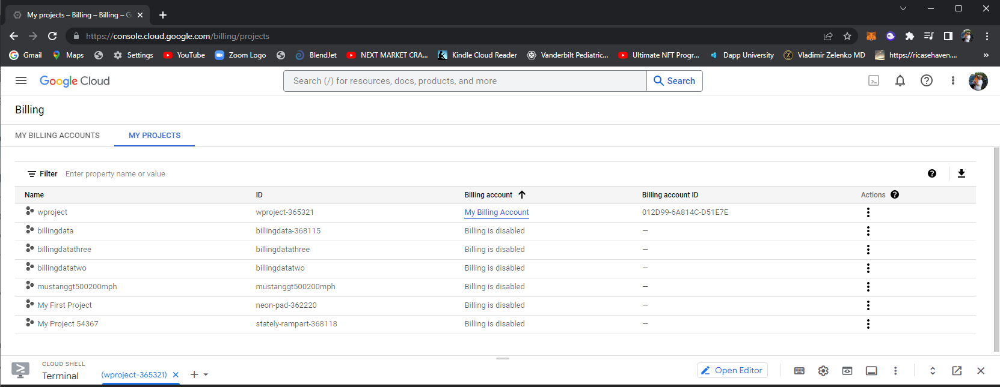 My projects – Billing – Billing – G
https://console.cloud.google.com/billing/projects
Gmail Maps Settings YouTube Zoom Logo BlendJet NEXT MARKET CRA... Kindle Cloud Reader Vanderbilt Pediatric... Ultimate NFT Progr... Dapp University Vladimir Zelenko MD https://ricasehaven.... »
Google Cloud Search (/) for resources, docs, products, and more Search
Billing
MY BILLING ACCOUNTS MY PROJECTS
Filter Enter property name or value
Name ID Billing account Billing account ID Actions
wproject wproject-365321 My Billing Account 012D99-6A814C-D51E7E
billingdata billingdata-368115 Billing is disabled —
billingdatathree billingdatathree Billing is disabled —
billingdatatwo billingdatatwo Billing is disabled —
mustanggt500200mph mustanggt500200mph Billing is disabled —
My First Project neon-pad-362220 Billing is disabled —
My Project 54367 stately-rampart-368118 Billing is disabled —
CLOUD SHELL
Terminal (wproject-365321) Open Editor